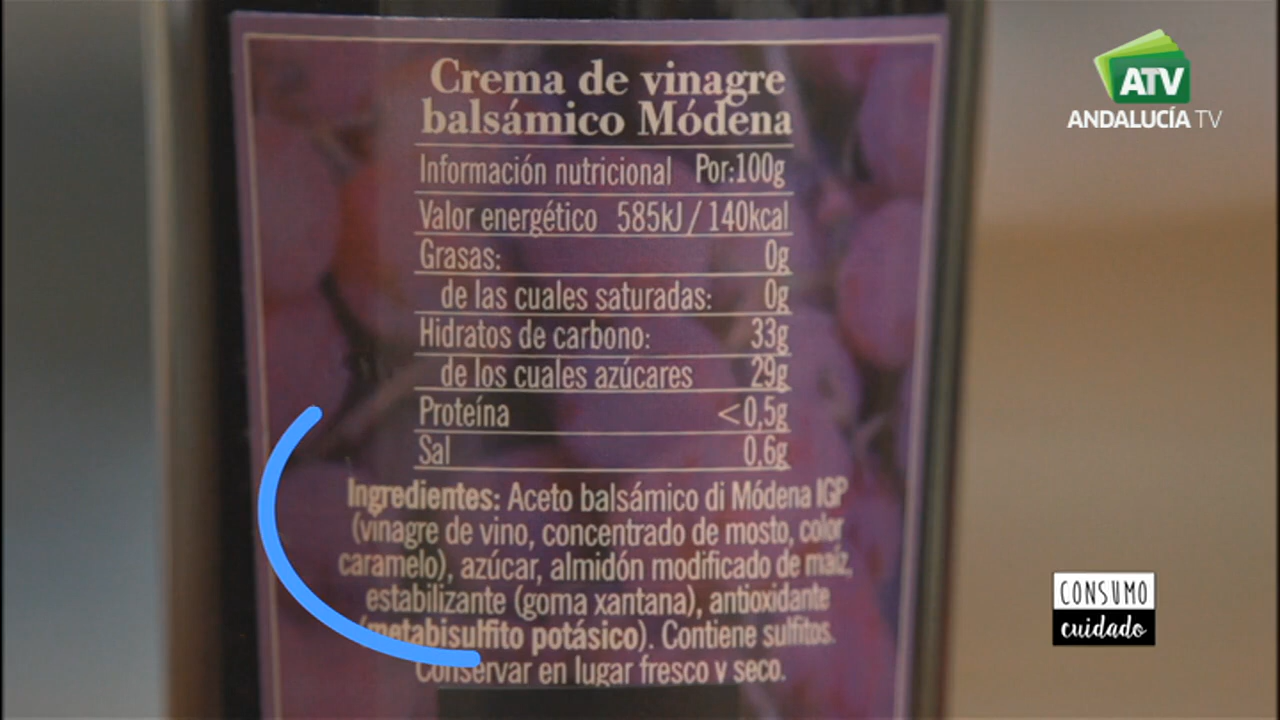 Crema de vinagre
balsámico Módena
Información nutricional Por:100g
Valor energético 585kJ / 140kcal
Grasas: 0g
de las cuales saturadas: 0g
Hidratos de carbono: 33g
de los cuales azúcares 29g
Proteína <0,5g
Sal 0,6g
Ingredientes: Aceto balsámico di Módena IGP
(vinagre de vino, concentrado de mosto, color
caramelo), azúcar, almidón modificado de maíz,
estabilizante (goma xantana), antioxidante
(metabisulfito potásico). Contiene sulfitos.
Conservar en lugar fresco y seco.
ATV
ANDALUCÍA TV
CONSUMO
cuidado